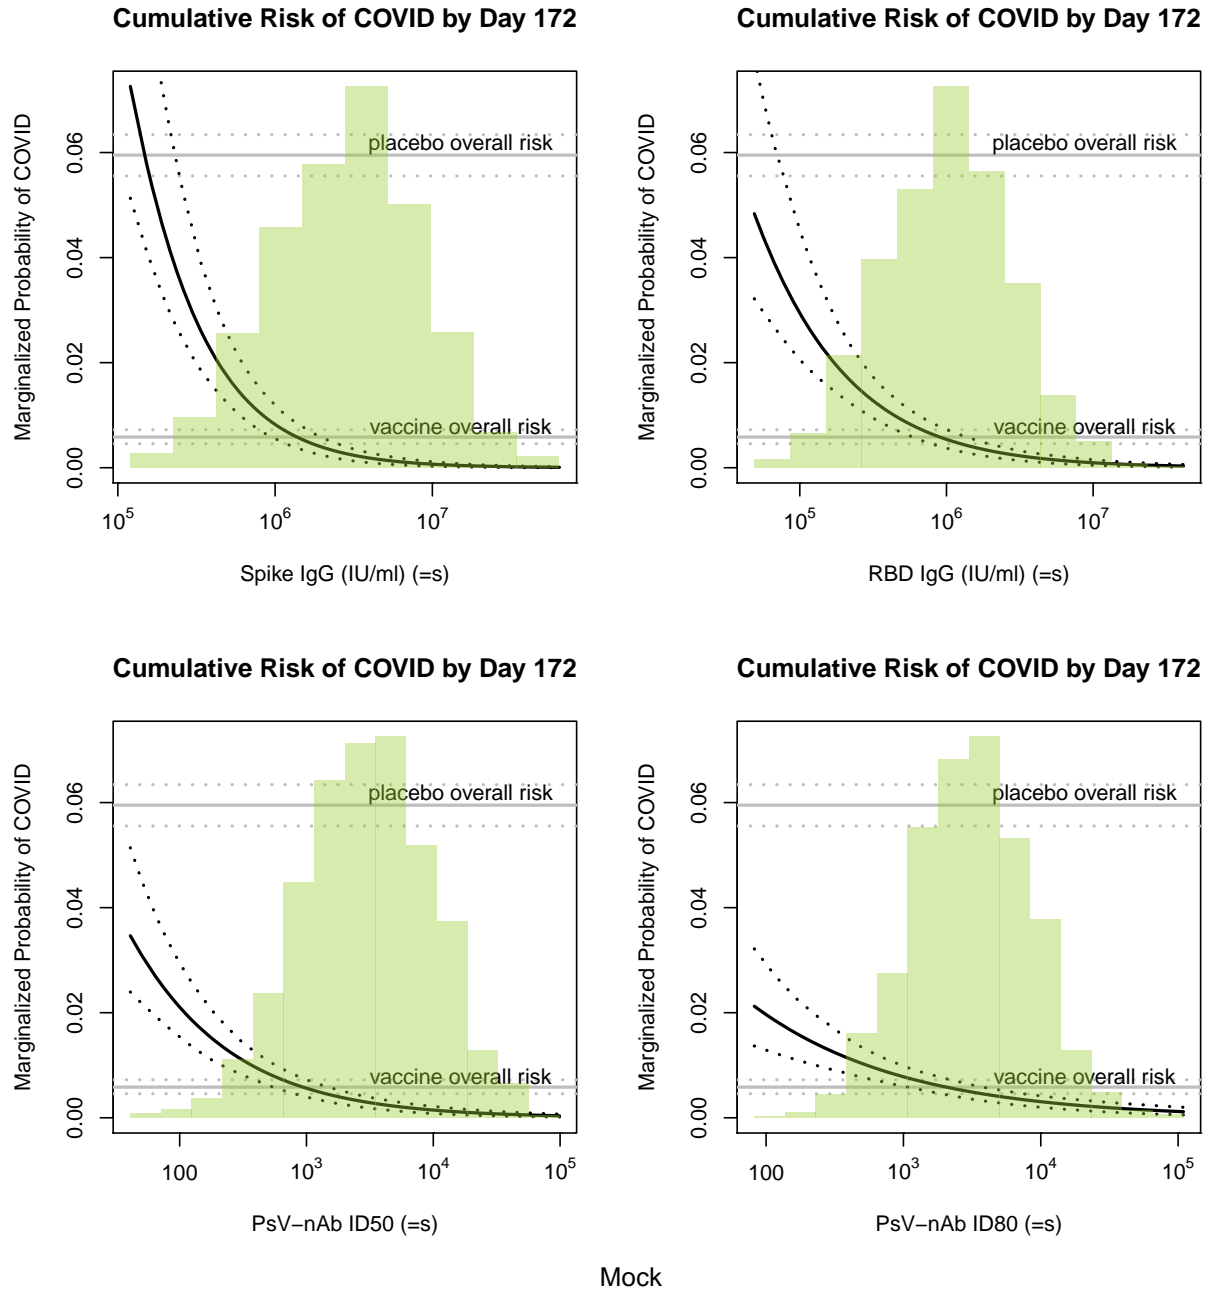 Cumulative Risk of COVID by Day 172
Marginalized Probability of COVID
0.06
0.04
0.02
0.00
placebo overall risk
vaccine overall risk
10⁵ 10⁶ 10⁷
Spike IgG (IU/ml) (=s)
Cumulative Risk of COVID by Day 172
Marginalized Probability of COVID
0.06
0.04
0.02
0.00
placebo overall risk
vaccine overall risk
10⁵ 10⁶ 10⁷
RBD IgG (IU/ml) (=s)
Cumulative Risk of COVID by Day 172
Marginalized Probability of COVID
0.06
0.04
0.02
0.00
placebo overall risk
vaccine overall risk
100 10³ 10⁴ 10⁵
PsV−nAb ID50 (=s)
Cumulative Risk of COVID by Day 172
Marginalized Probability of COVID
0.06
0.04
0.02
0.00
placebo overall risk
vaccine overall risk
100 10³ 10⁴ 10⁵
PsV−nAb ID80 (=s)
Mock